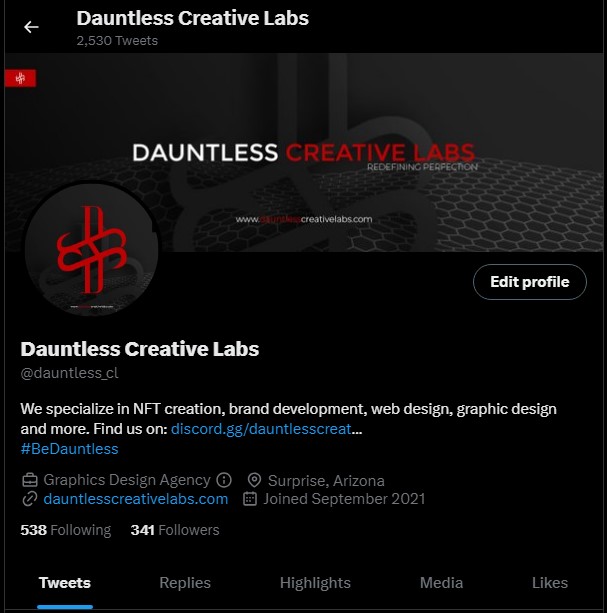 Dauntless Creative Labs
2,530 Tweets
DAUNTLESS CREATIVE LABS
REDEFINING PERFECTION
www.dauntlesscreativelabs.com
Edit profile
Dauntless Creative Labs
@dauntless_cl
We specialize in NFT creation, brand development, web design, graphic design
and more. Find us on: discord.gg/dauntlesscreat...
#BeDauntless
Graphics Design Agency Surprise, Arizona
dauntlesscreativelabs.com Joined September 2021
538 Following 341 Followers
Tweets Replies Highlights Media Likes